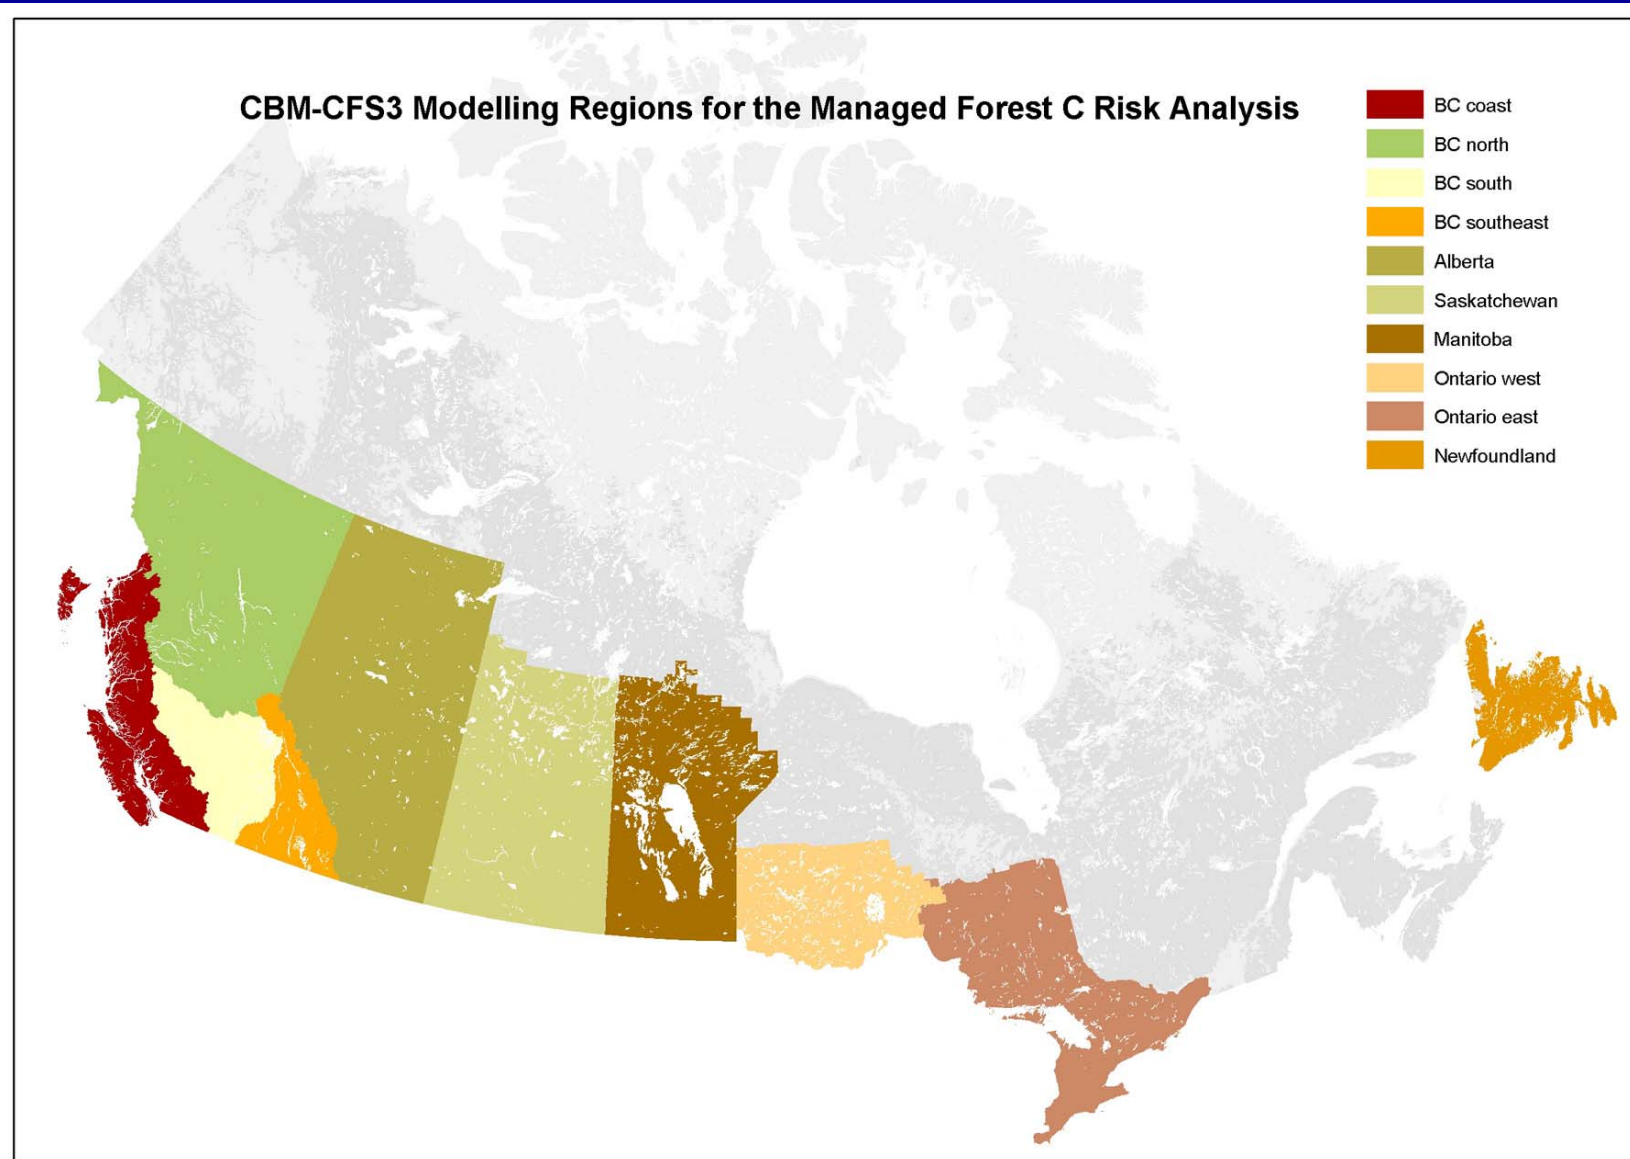 CBM-CFS3 Modelling Regions for the Managed Forest C Risk Analysis
BC coast
BC north
BC south
BC southeast
Alberta
Saskatchewan
Manitoba
Ontario west
Ontario east
Newfoundland